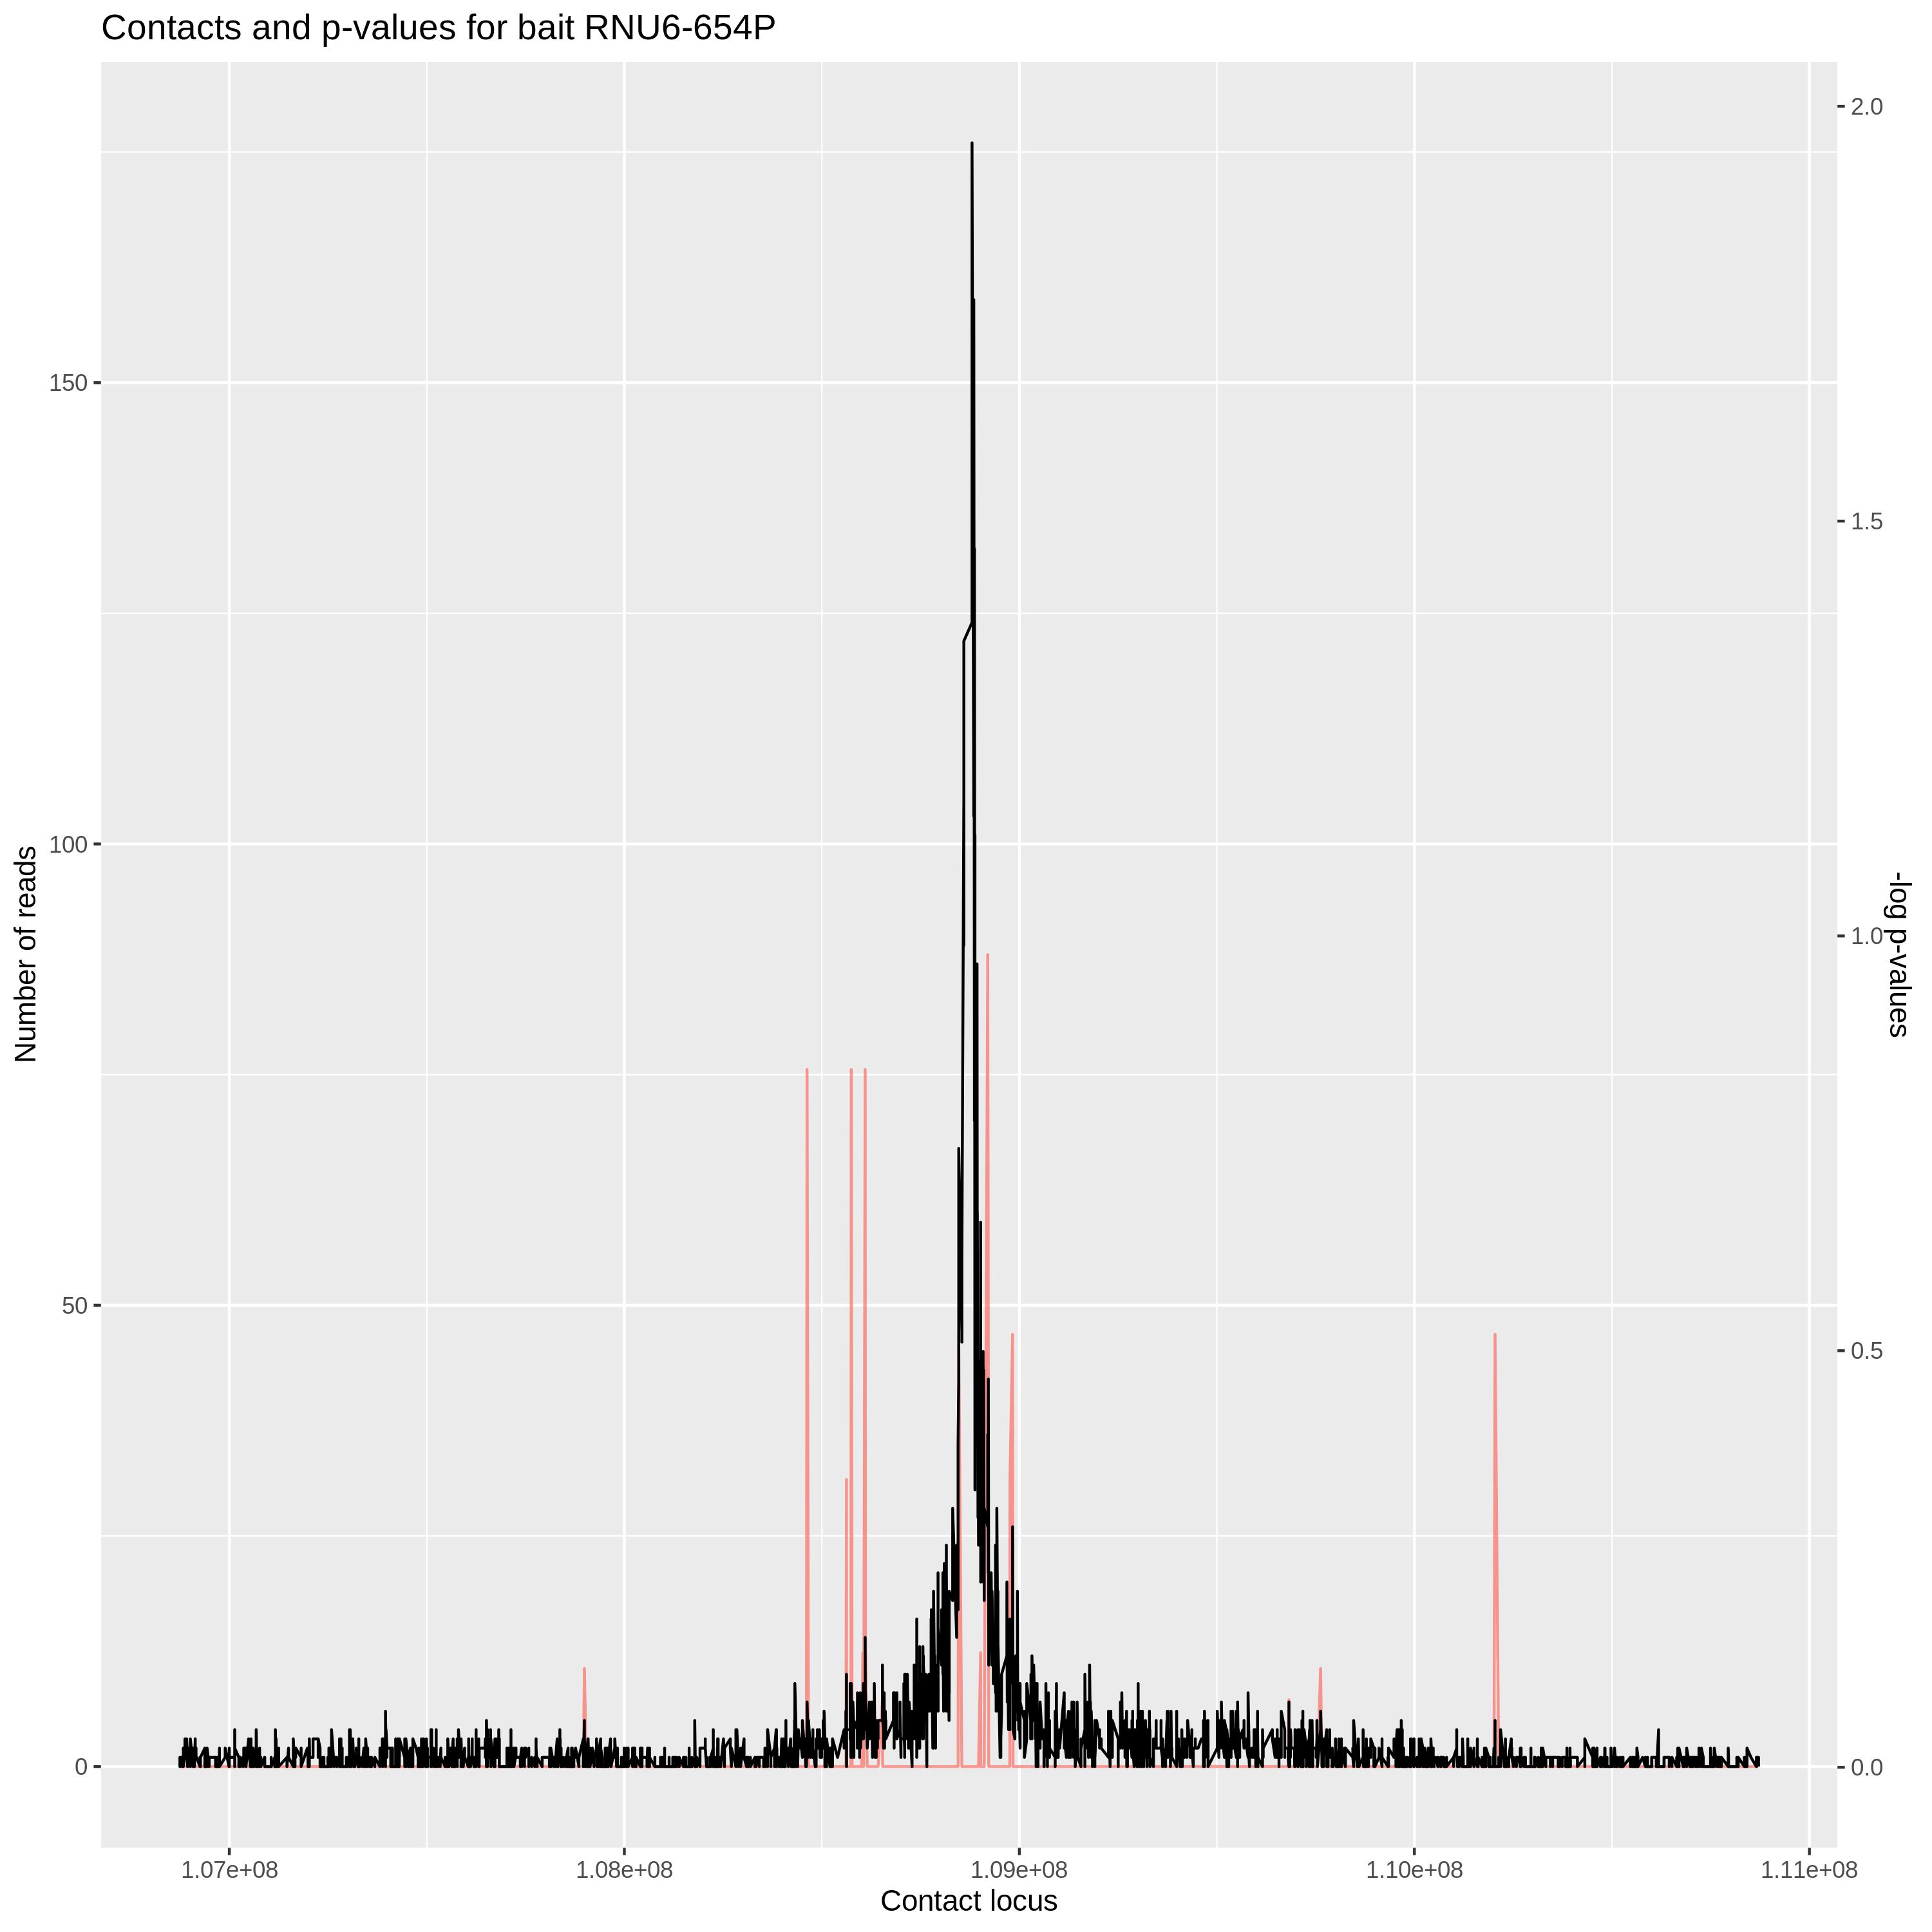 Contacts and p-values for bait RNU6-654P
Number of reads
150
100
50
0
2.0
1.5
1.0
0.5
0.0
-log p-values
1.07e+08
1.08e+08
1.09e+08
1.10e+08
1.11e+08
Contact locus